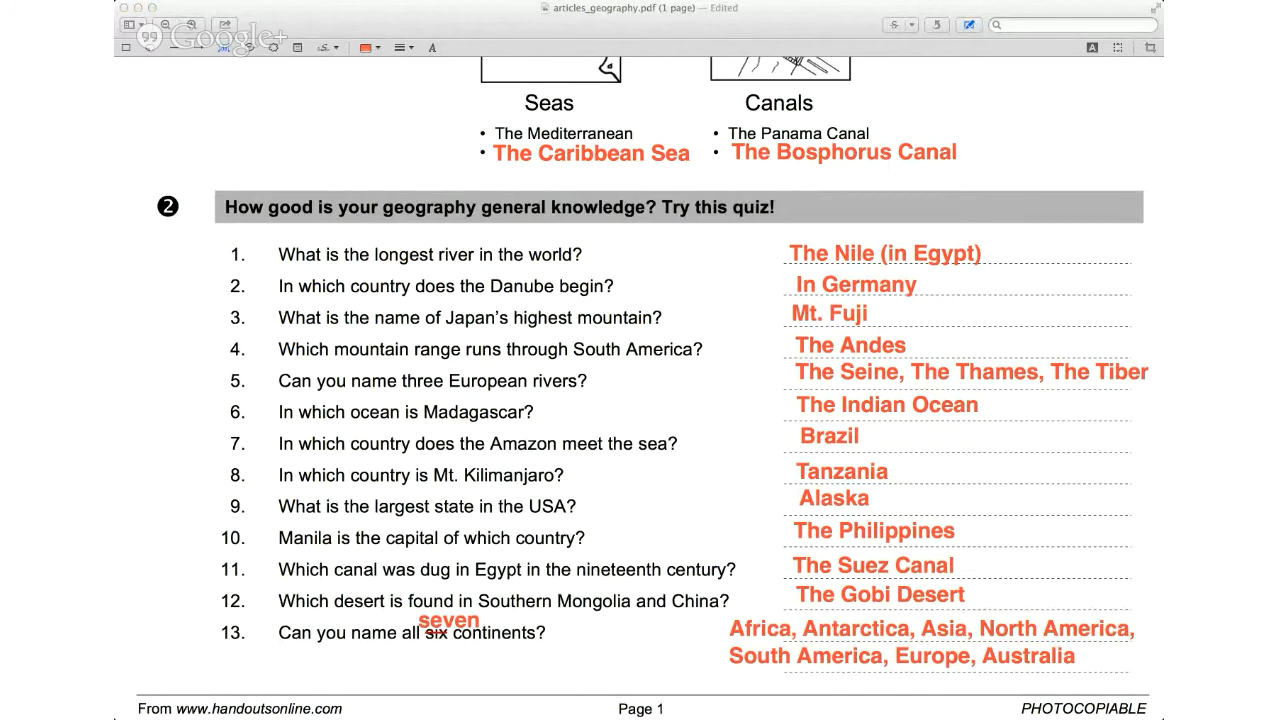 articles_geography.pdf (1 page) — Edited
Google+
Seas
Canals
• The Mediterranean
• The Panama Canal
• The Caribbean Sea
• The Bosphorus Canal
2 How good is your geography general knowledge? Try this quiz!
1. What is the longest river in the world? The Nile (in Egypt)
2. In which country does the Danube begin? In Germany
3. What is the name of Japan's highest mountain? Mt. Fuji
4. Which mountain range runs through South America? The Andes
5. Can you name three European rivers? The Seine, The Thames, The Tiber
6. In which ocean is Madagascar? The Indian Ocean
7. In which country does the Amazon meet the sea? Brazil
8. In which country is Mt. Kilimanjaro? Tanzania
9. What is the largest state in the USA? Alaska
10. Manila is the capital of which country? The Philippines
11. Which canal was dug in Egypt in the nineteenth century? The Suez Canal
12. Which desert is found in Southern Mongolia and China? The Gobi Desert
seven
13. Can you name all six continents? Africa, Antarctica, Asia, North America,
South America, Europe, Australia
From www.handoutsonline.com Page 1 PHOTOCOPIABLE